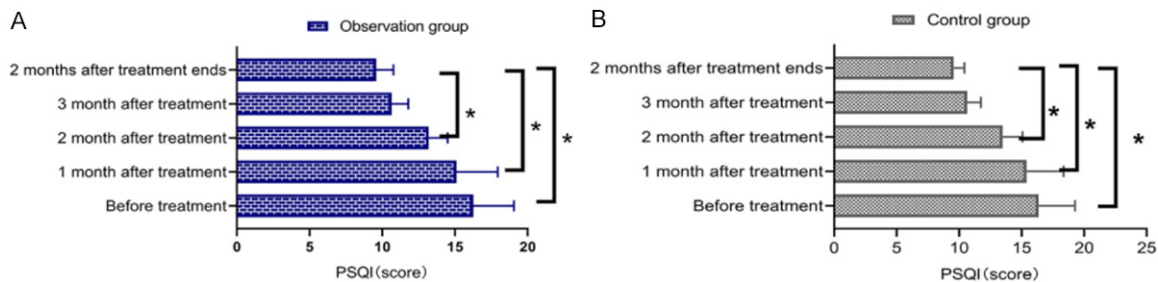 A
Observation group
2 months after treatment ends
3 month after treatment
2 month after treatment
1 month after treatment
Before treatment
*
*
*
0 5 10 15 20
PSQI(score)
B
Control group
2 months after treatment ends
3 month after treatment
2 month after treatment
1 month after treatment
Before treatment
*
*
*
0 5 10 15 20 25
PSQI(score)